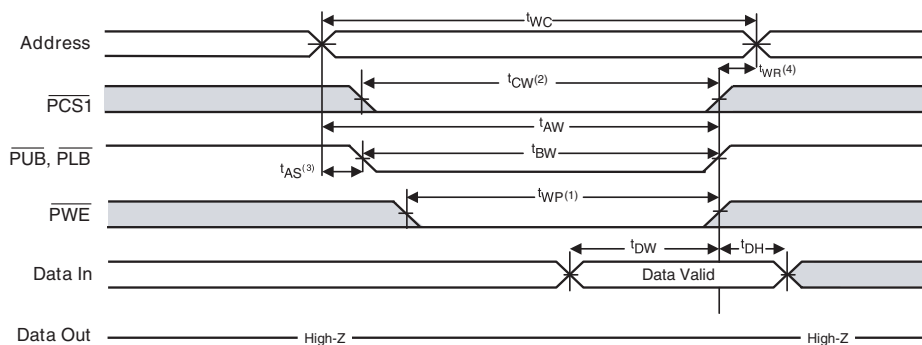 tWC
Address
tCW(2)
tWR(4)
PCS1
tAW
PUB, PLB
tBW
tAS(3)
tWP(1)
PWE
tDW
tDH
Data In
Data Valid
Data Out
High-Z
High-Z